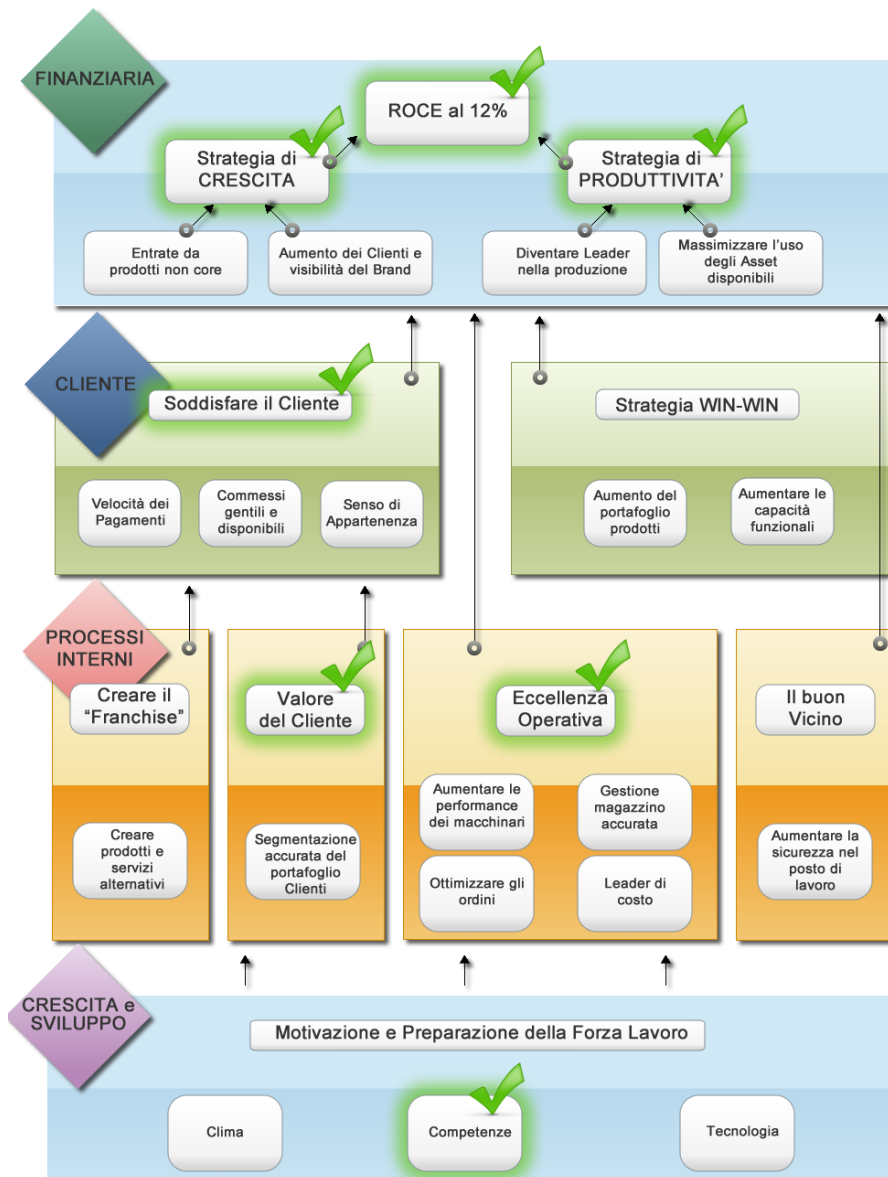 FINANZIARIA
ROCE al 12%
Strategia di
CRESCITA
Strategia di
PRODUTTIVITA’
Entrate da
prodotti non core
Aumento dei Clienti e
visibilità del Brand
Diventare Leader
nella produzione
Massimizzare l’uso
degli Asset
disponibili
CLIENTE
Soddisfare il Cliente
Strategia WIN-WIN
Velocità dei
Pagamenti
Commessi
gentili e
disponibili
Senso di
Appartenenza
Aumento del
portafoglio
prodotti
Aumentare le
capacità
funzionali
PROCESSI
INTERNI
Creare il
“Franchise”
Valore
del Cliente
Eccellenza
Operativa
Il buon
Vicino
Creare
prodotti e
servizi
alternativi
Segmentazione
accurata del
portafoglio
Clienti
Aumentare le
performance
dei macchinari
Gestione
magazzino
accurata
Ottimizzare gli
ordini
Leader di
costo
Aumentare la
sicurezza nel
posto di
lavoro
CRESCITA e
SVILUPPO
Motivazione e Preparazione della Forza Lavoro
Clima
Competenze
Tecnologia